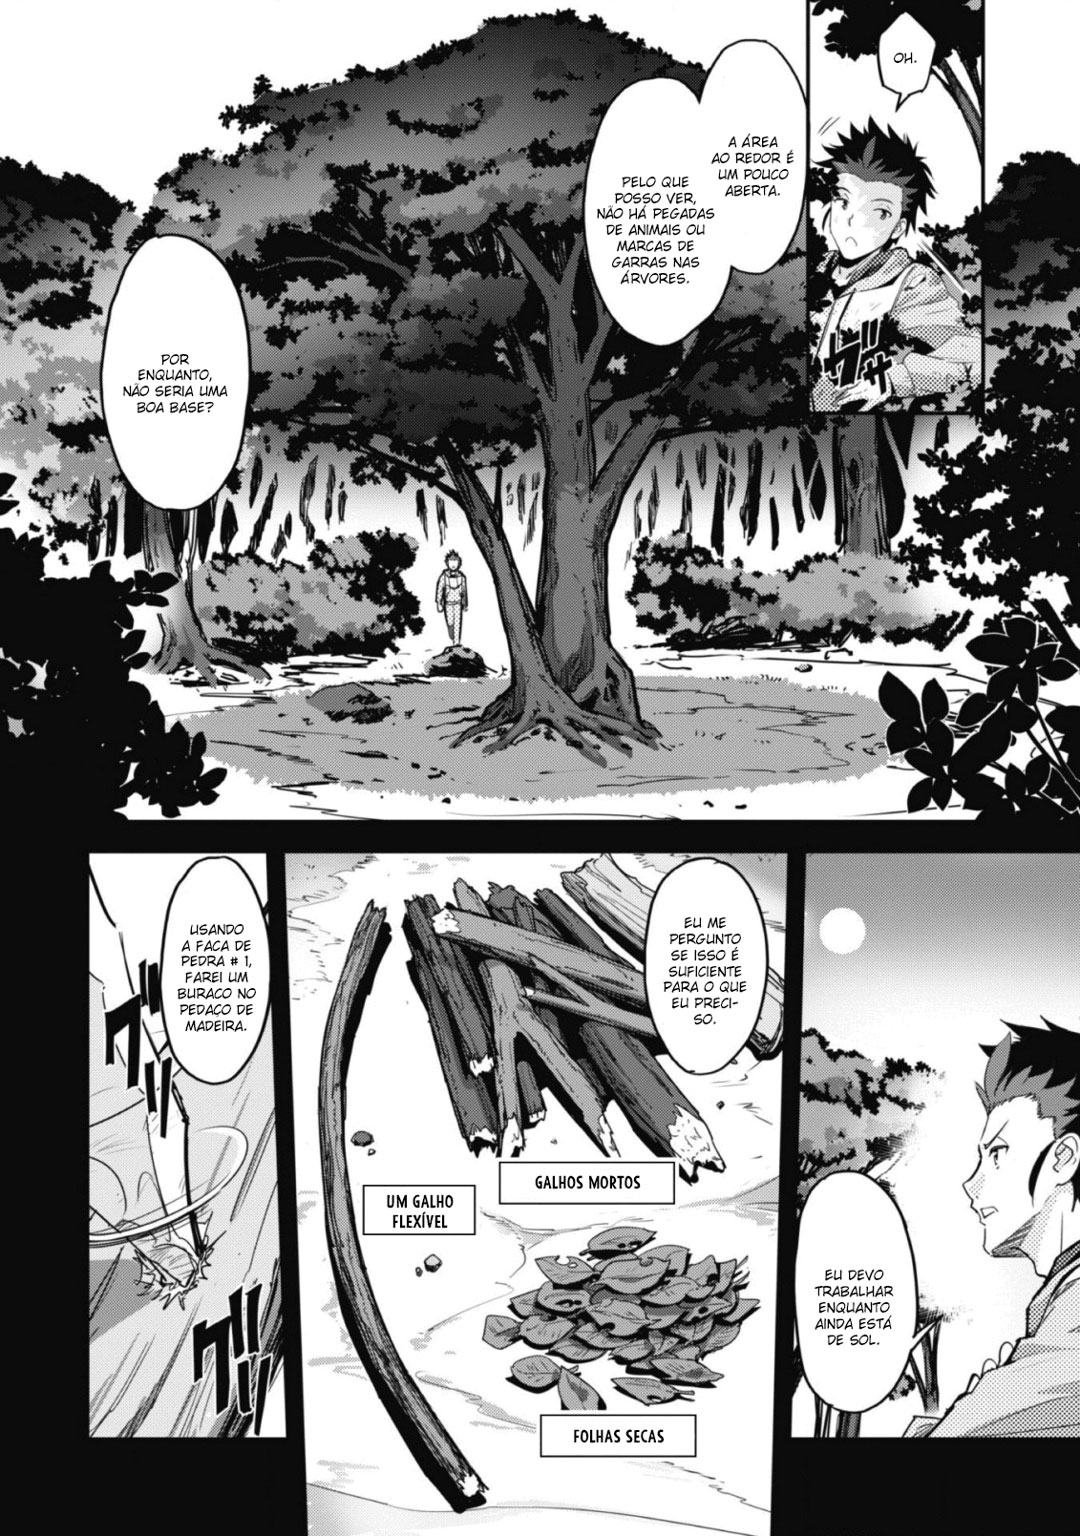 OH.
A ÁREA
AO REDOR É
UM POUCO
ABERTA.
PELO QUE
POSSO VER,
NÃO HÁ PEGADAS
DE ANIMAIS OU
MARCAS DE
GARRAS NAS
ÁRVORES.
POR
ENQUANTO,
NÃO SERIA UMA
BOA BASE?
EU DEVO
TRABALHAR
ENQUANTO
AINDA ESTÁ
DE SOL.
EU ME
PERGUNTO
SE ISSO É
SUFICIENTE
PARA O QUE
EU PRECI-
SO.
GALHOS MORTOS
UM GALHO
FLEXÍVEL
FOLHAS SECAS
USANDO
A FACA DE
PEDRA # 1,
FAREI UM
BURACO NO
PEDAÇO DE
MADEIRA.